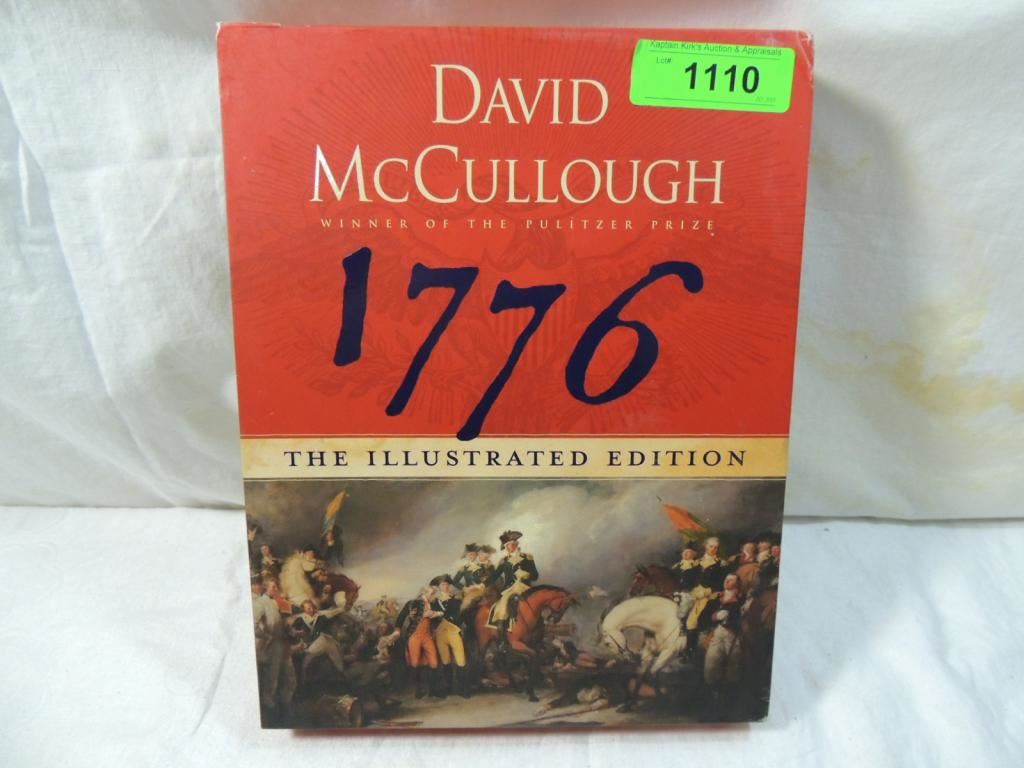 Kaptain Kirk's Auction & Appraisals
Lot# 1110
DAVID
MCCULLOUGH
WINNER OF THE PULITZER PRIZE
1776
THE ILLUSTRATED EDITION